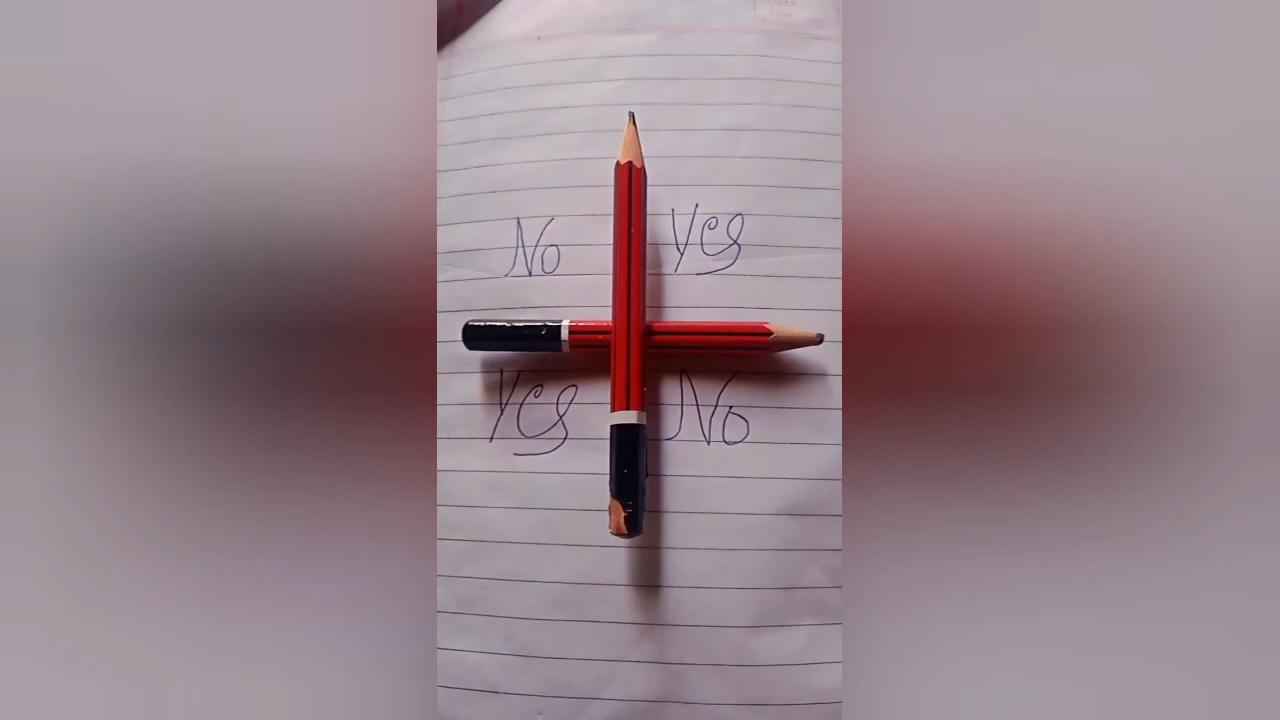 No Yes
Yes No